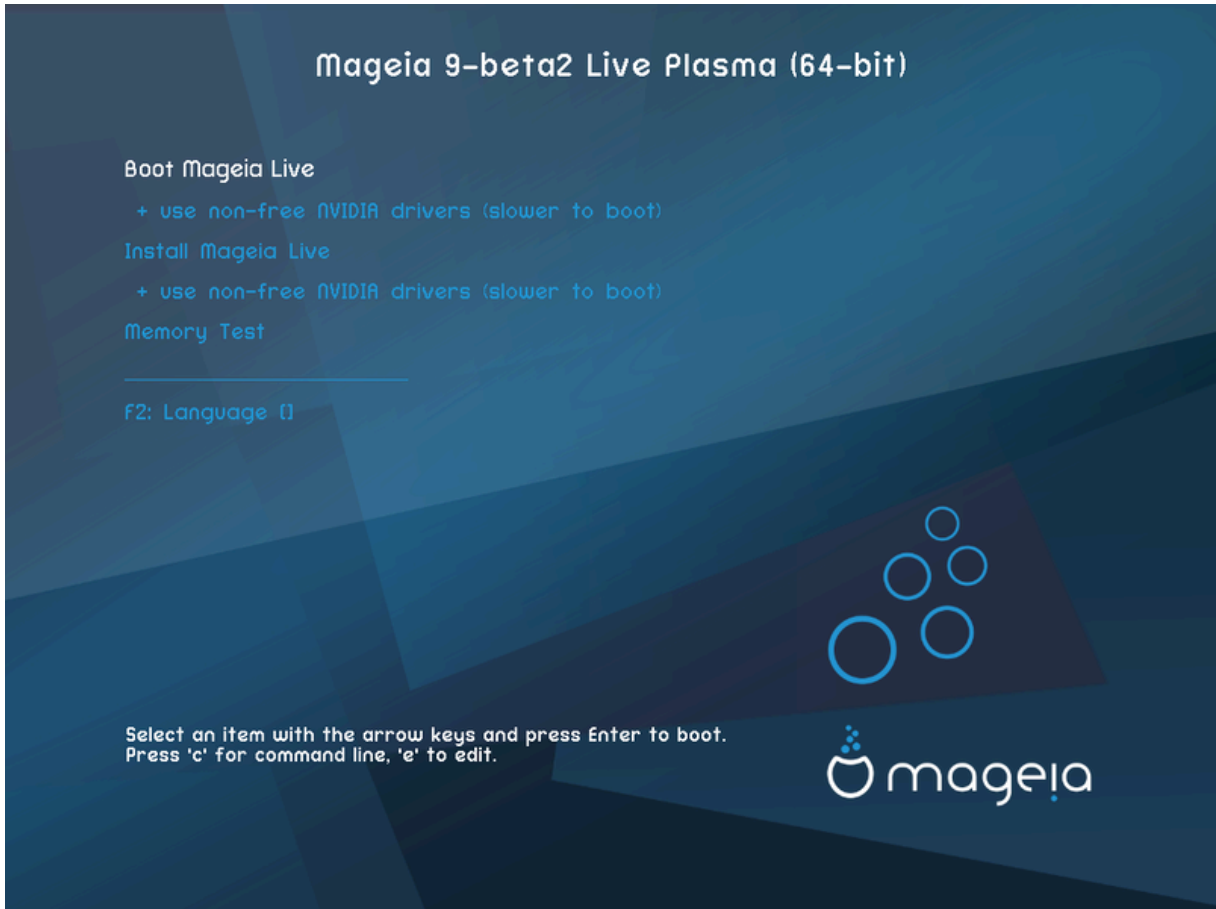 Mageia 9-beta2 Live Plasma (64-bit)
Boot Mageia Live
+ use non-free NVIDIA drivers (slower to boot)
Install Mageia Live
+ use non-free NVIDIA drivers (slower to boot)
Memory Test
F2: Language []
Select an item with the arrow keys and press Enter to boot.
Press 'c' for command line, 'e' to edit.
mageia